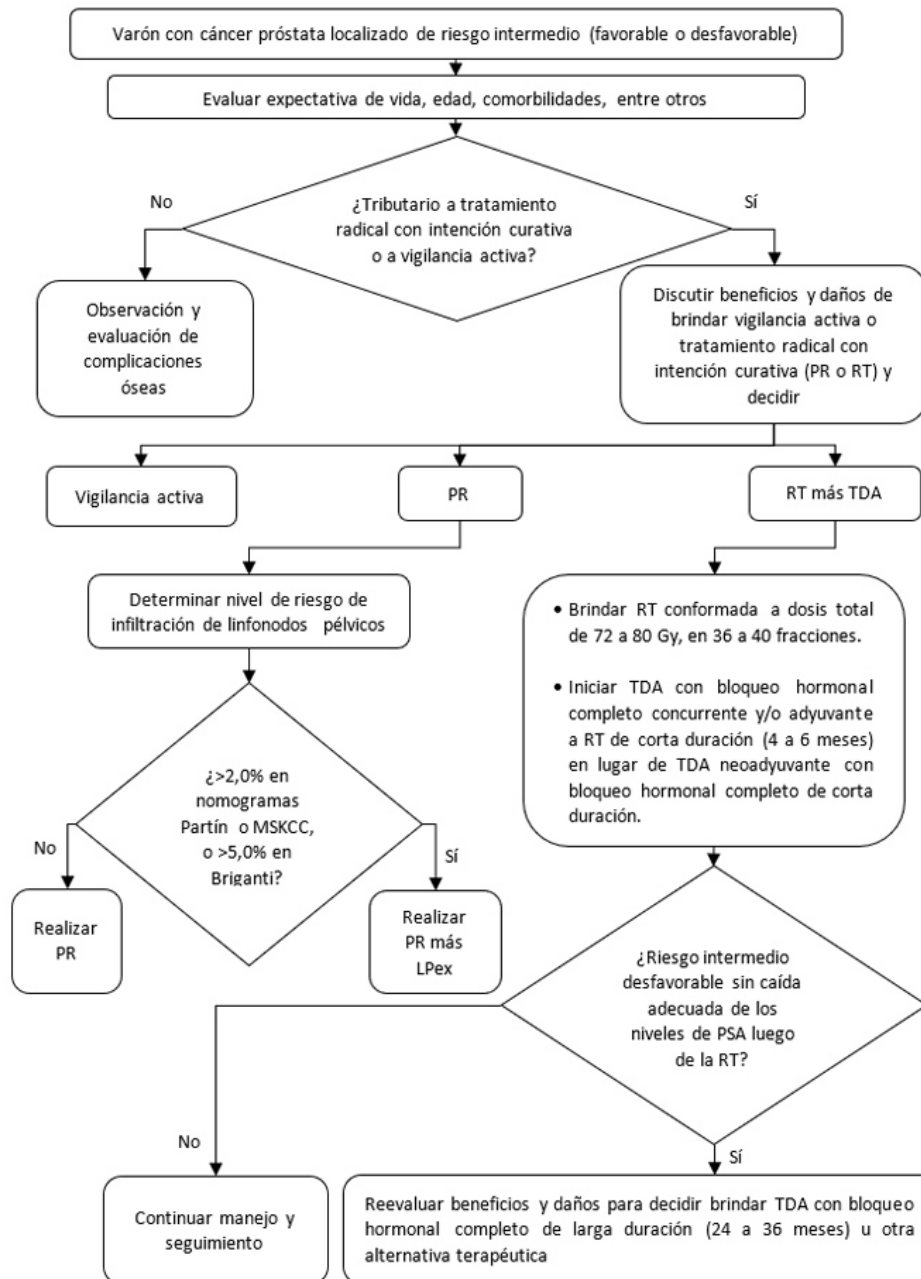 Varón con cáncer próstata localizado de riesgo intermedio (favorable o desfavorable)
Evaluar expectativa de vida, edad, comorbilidades, entre otros
No
¿Tributario a tratamiento
radical con intención curativa
o a vigilancia activa?
Sí
Observación y
evaluación de
complicaciones
óseas
Discutir beneficios y daños de
brindar vigilancia activa o
tratamiento radical con
intención curativa (PR o RT) y
decidir
Vigilancia activa
PR
RT más TDA
Determinar nivel de riesgo de
infiltración de linfonodos pélvicos
• Brindar RT conformada a dosis total
de 72 a 80 Gy, en 36 a 40 fracciones.
• Iniciar TDA con bloqueo hormonal
completo concurrente y/o adyuvante
a RT de corta duración (4 a 6 meses)
en lugar de TDA neoadyuvante con
bloqueo hormonal completo de corta
duración.
¿>2,0% en
nomogramas
Partín o MSKCC,
o >5,0% en
Briganti?
No
Sí
Realizar
PR
Realizar
PR más
LPex
¿Riesgo intermedio
desfavorable sin caída
adecuada de los
niveles de PSA luego
de la RT?
No
Sí
Continuar manejo y
seguimiento
Reevaluar beneficios y daños para decidir brindar TDA con bloqueo
hormonal completo de larga duración (24 a 36 meses) u otra
alternativa terapéutica